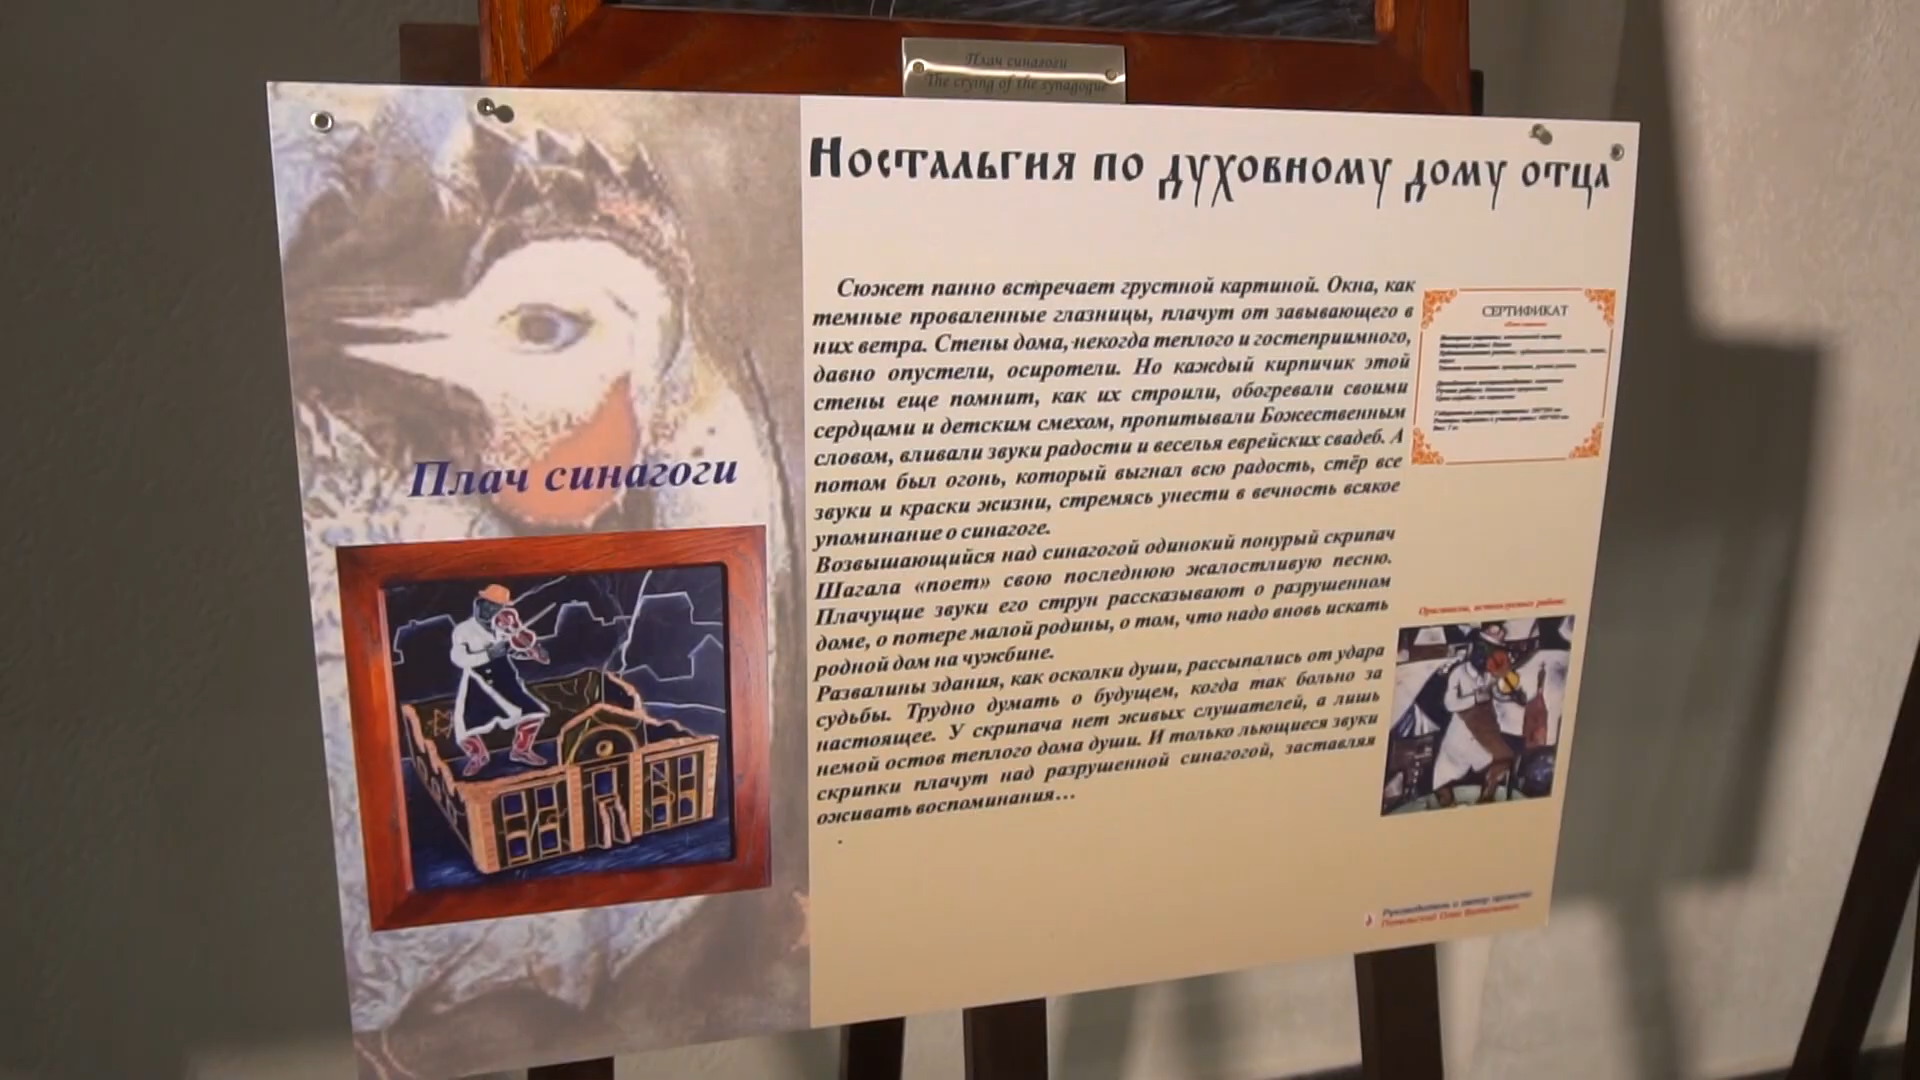 Плач синагоги
The crying of the synagogue
Ностальгия по духовному дому отца
Плач синагоги
Сюжет панно встречает грустной картиной. Окна, как
темные проваленные глазницы, плачут от завывающего в
них ветра. Стены дома, некогда теплого и гостеприимного,
давно опустели, осиротели. Но каждый кирпичик этой
стены еще помнит, как их строили, обогревали своими
сердцами и детским смехом, пропитывали Божественным
словом, вливали звуки радости и веселья еврейских свадеб. А
потом был огонь, который выгнал всю радость, стёр все
звуки и краски жизни, стремясь унести в вечность всякое
упоминание о синагоге.
Возвышающийся над синагогой одинокий понурый скрипач
Шагала «поет» свою последнюю жалостливую песню.
Плачущие звуки его струн рассказывают о разрушенном
доме, о потере малой родины, о том, что надо вновь искать
родной дом на чужбине.
Развалины здания, как осколки души, рассыпались от удара
судьбы. Трудно думать о будущем, когда так больно за
настоящее. У скрипача нет живых слушателей, а лишь
немой остов теплого дома души. И только льющиеся звуки
скрипки плачут над разрушенной синагогой, заставляя
оживать воспоминания…
.
СЕРТИФИКАТ
Руководитель и автор проекта: